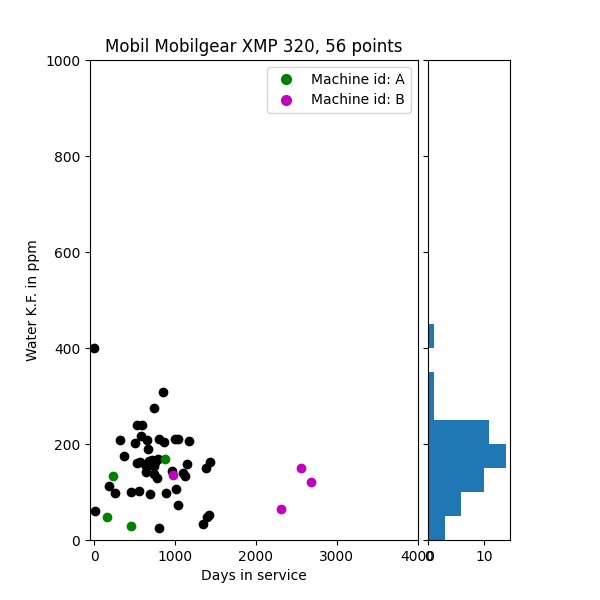 Mobil Mobilgear XMP 320, 56 points
Machine id: A
Machine id: B
1000
800
600
400
200
0
Water K.F. in ppm
0 1000 2000 3000 4000
0 10
Days in service